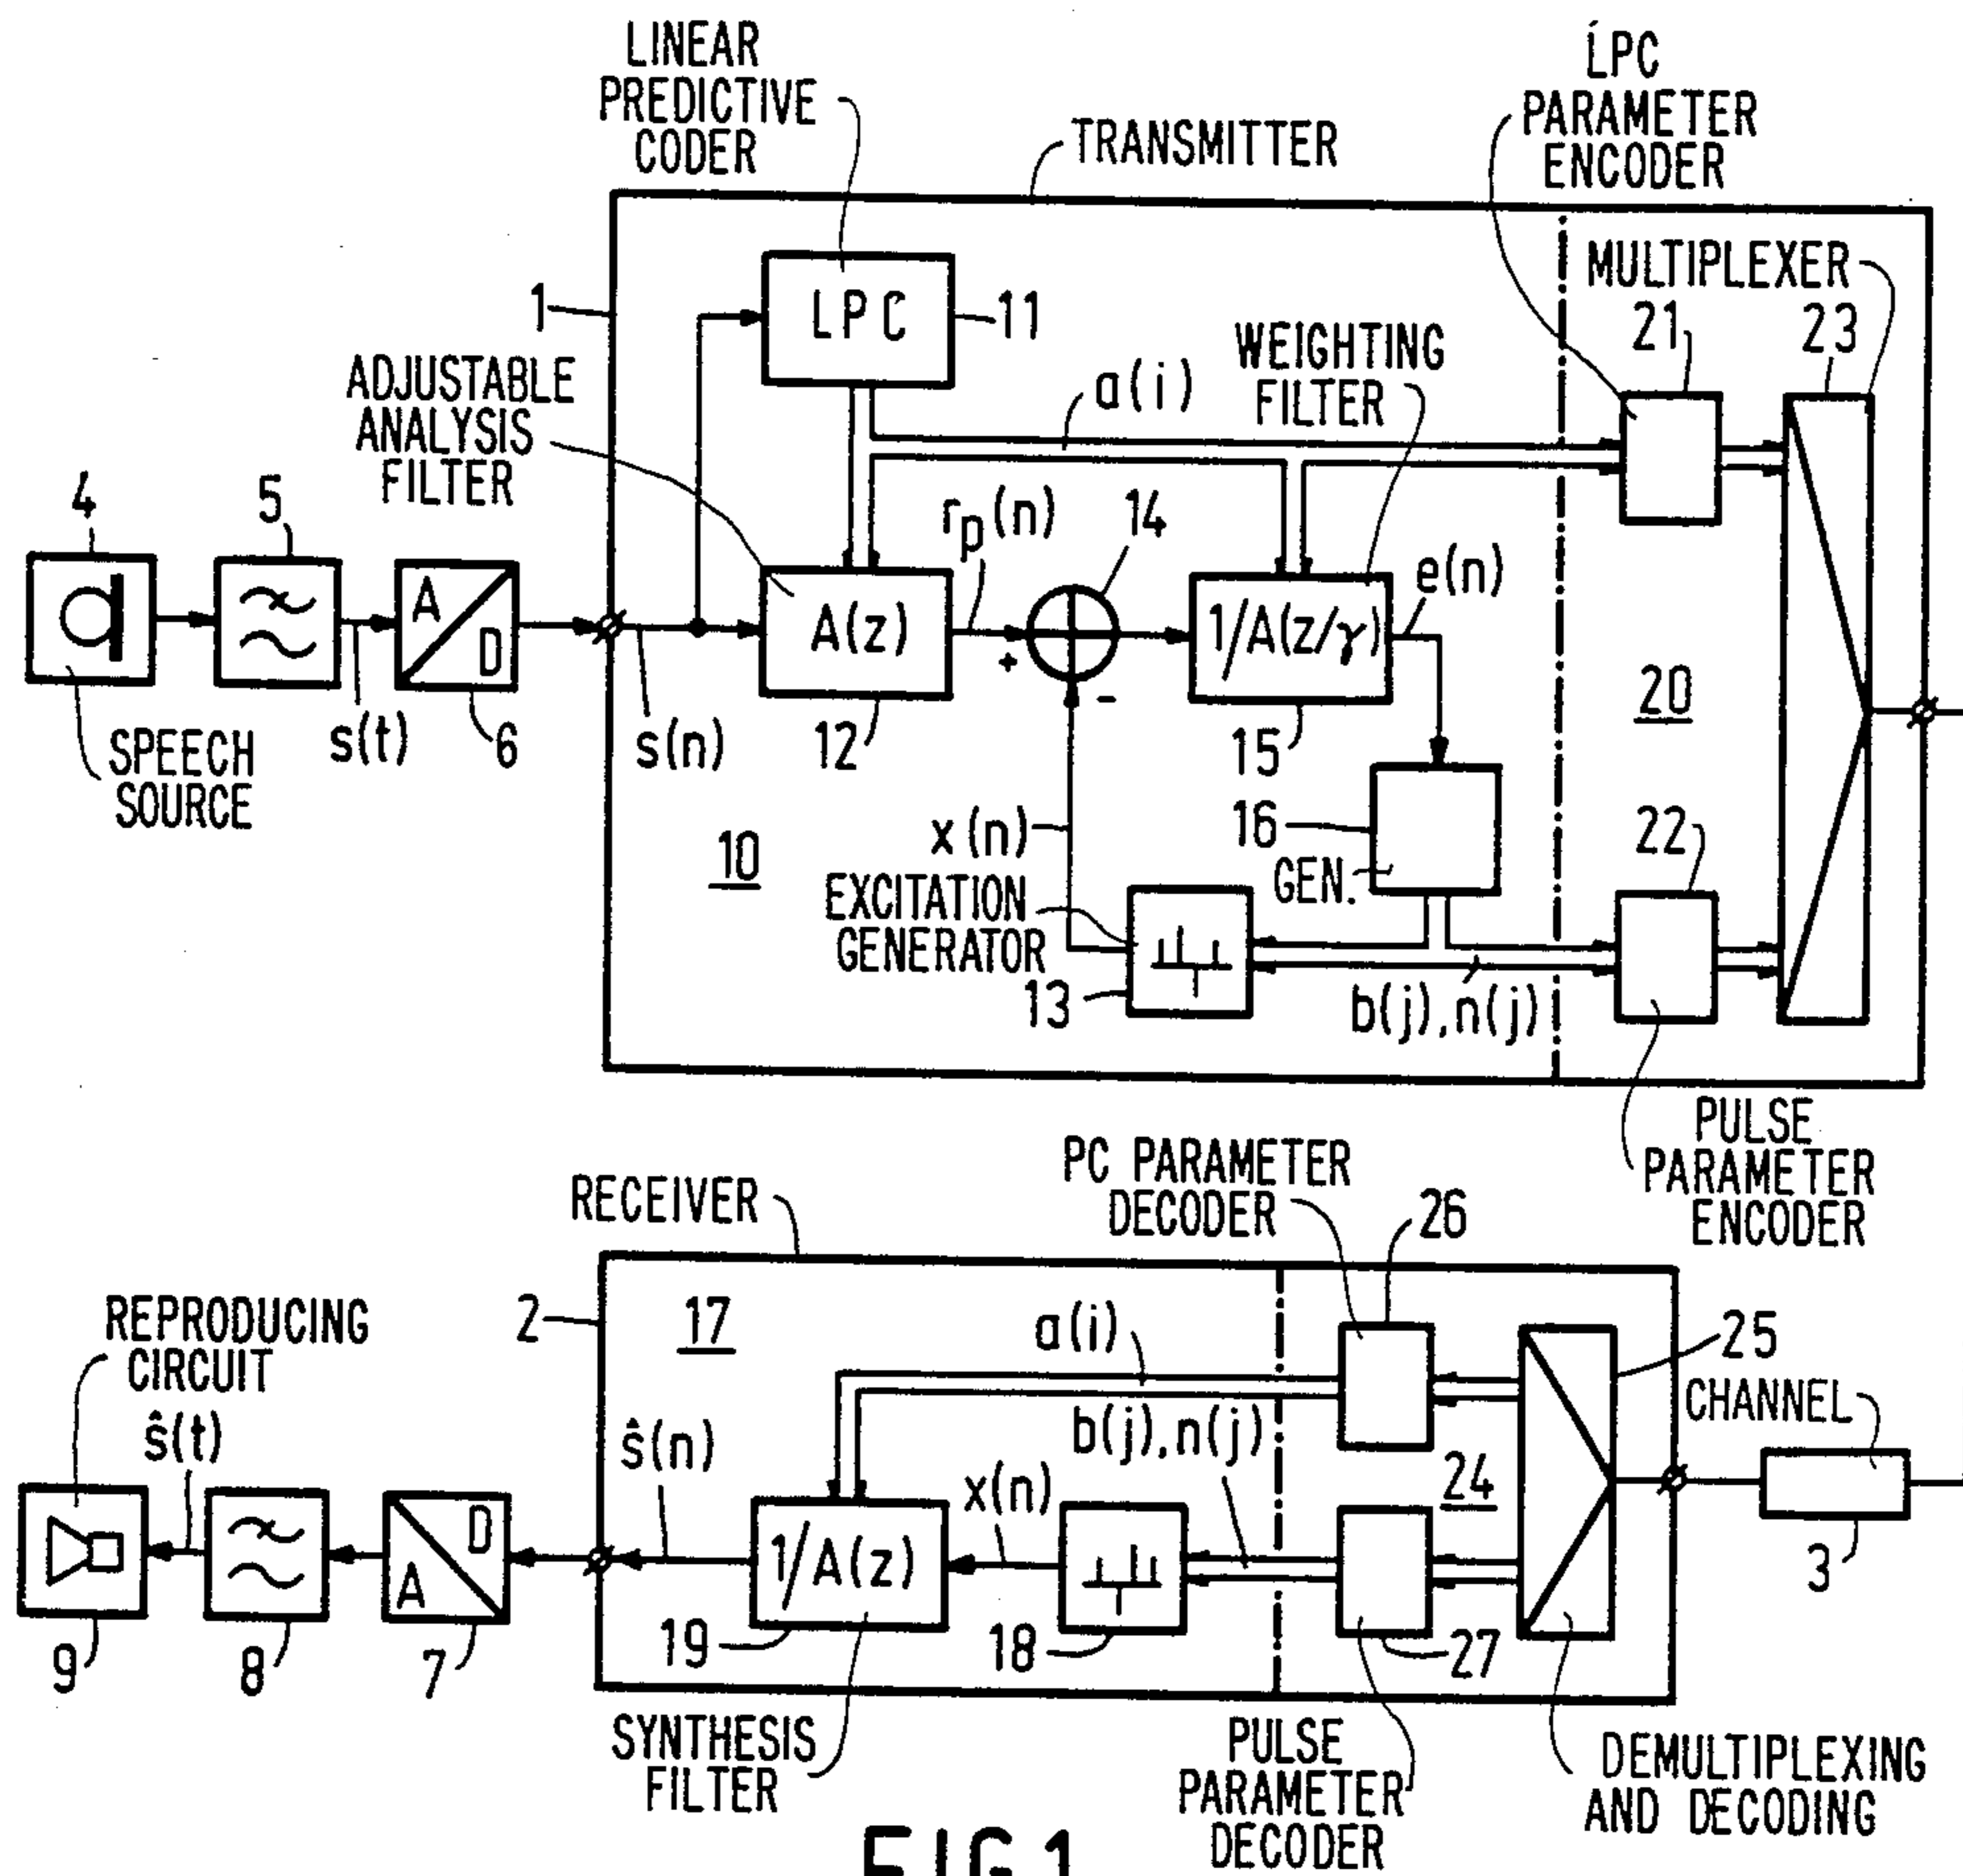 LINEAR
PREDICTIVE
CODER
TRANSMITTER
LPC
PARAMETER
ENCODER
MULTIPLEXER
1
LPC
11
21
23
WEIGHTING
FILTER
ADJUSTABLE
ANALYSIS
FILTER
a(i)
4
5
rp(n)
14
e(n)
A
D
A(z)
+
-
1/A(z/γ)
20
SPEECH
SOURCE
s(t)
6
s(n)
12
15
10
x(n)
16
GEN.
22
EXCITATION
GENERATOR
13
b(j),n(j)
PULSE
PARAMETER
ENCODER
PC PARAMETER
DECODER
RECEIVER
26
REPRODUCING
CIRCUIT
2
17
a(i)
25
CHANNEL
ŝ(t)
ŝ(n)
b(j),n(j)
x(n)
24
D
A
1/A(z)
3
9
8
7
19
18
27
SYNTHESIS
FILTER
PULSE
PARAMETER
DECODER
DEMULTIPLEXING
AND DECODING
FIG.1